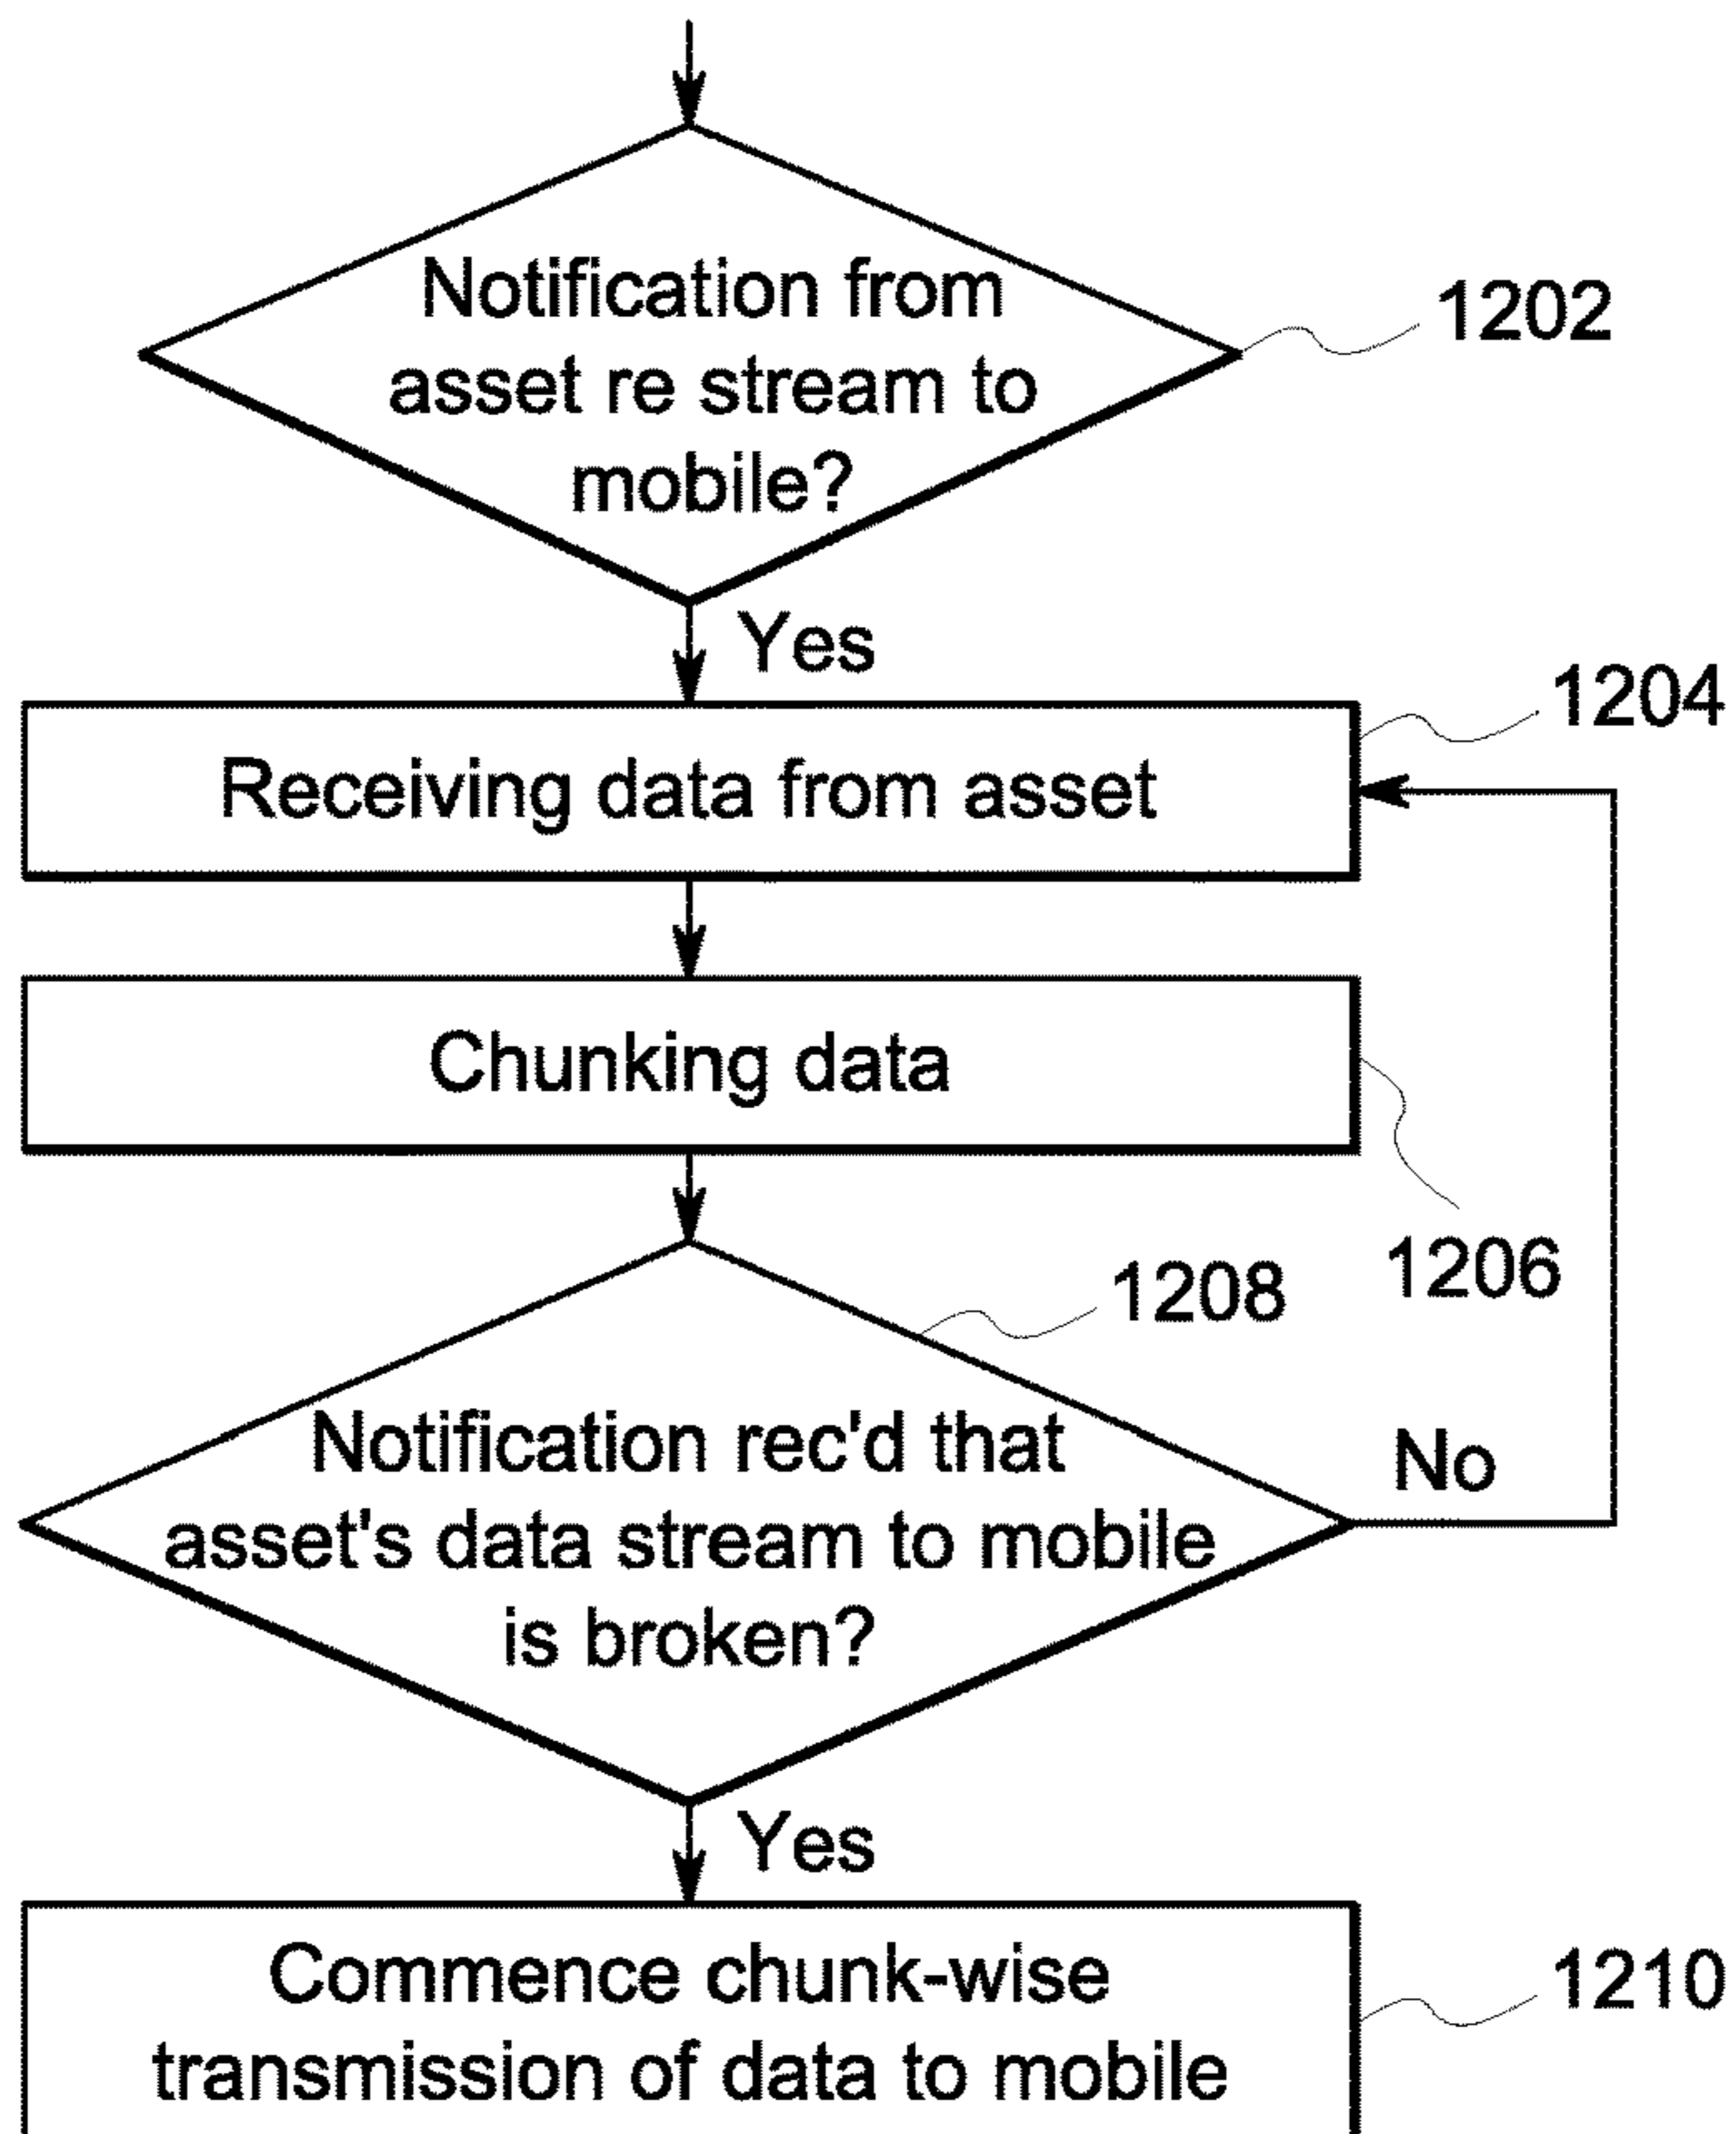 Notification from
asset re stream to
mobile?
1202
Yes
1204
Receiving data from asset
Chunking data
1206
1208
Notification rec'd that
asset's data stream to mobile
is broken?
No
Yes
Commence chunk-wise
transmission of data to mobile
1210